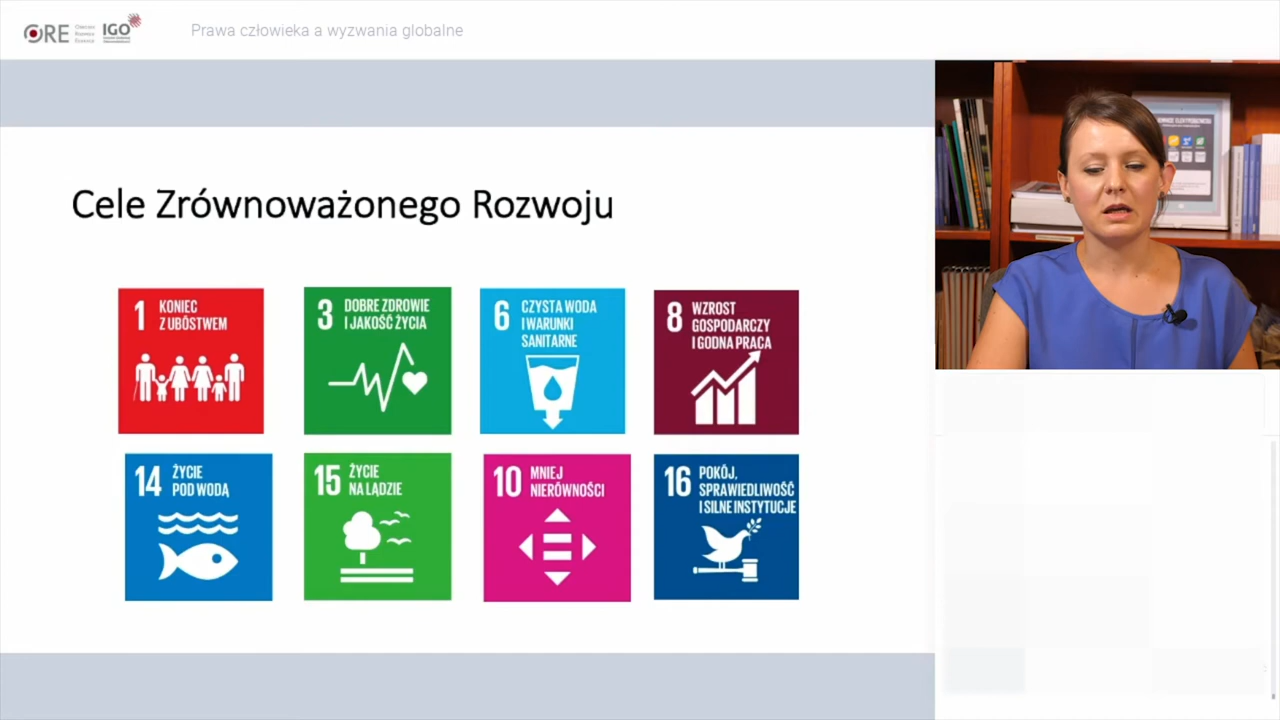 ORE
IGO
Prawa człowieka a wyzwania globalne
Cele Zrównoważonego Rozwoju
1 KONIEC
Z UBÓSTWEM
3 DOBRE ZDROWIE
I JAKOŚĆ ŻYCIA
6 CZYSTA WODA
I WARUNKI
SANITARNE
8 WZROST
GOSPODARCZY
I GODNA PRACA
14 ŻYCIE
POD WODĄ
15 ŻYCIE
NA LĄDZIE
10 MNIEJ
NIERÓWNOŚCI
16 POKÓJ,
SPRAWIEDLIWOŚĆ
I SILNE INSTYTUCJE